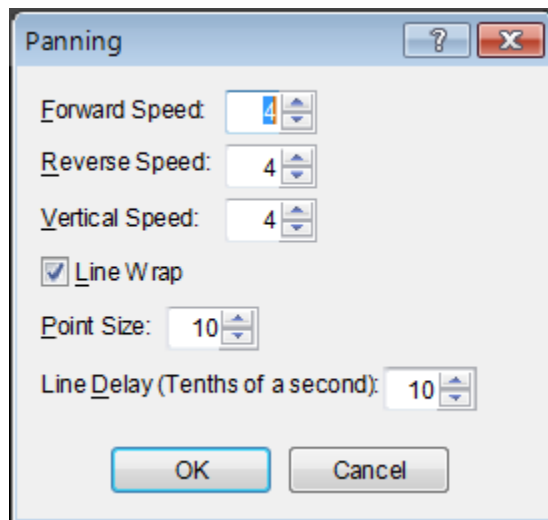 Panning ?
Forward Speed: 4
Reverse Speed: 4
Vertical Speed: 4
Line Wrap
Point Size: 10
Line Delay (Tenths of a second): 10
OK Cancel